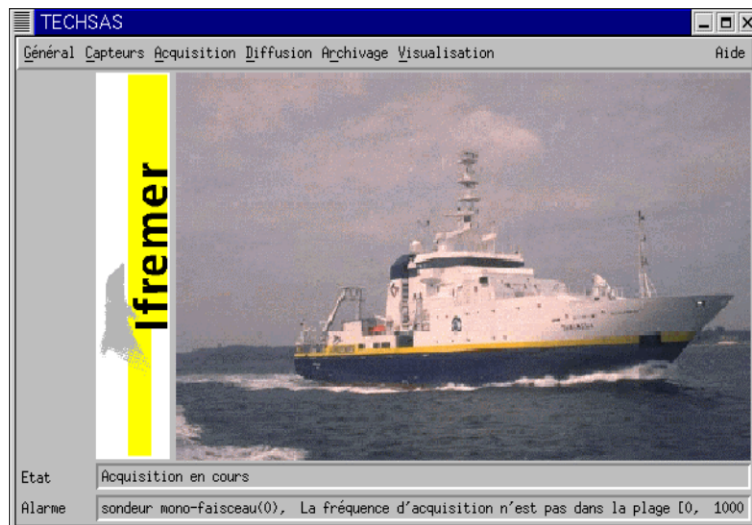 TECHSAS
Général Capteurs Acquisition Diffusion Archivage Visualisation Aide
Ifremer
Etat Acquisition en cours
Alarme sondeur mono-faisceau(0), La fréquence d'acquisition n'est pas dans la plage [0, 1000